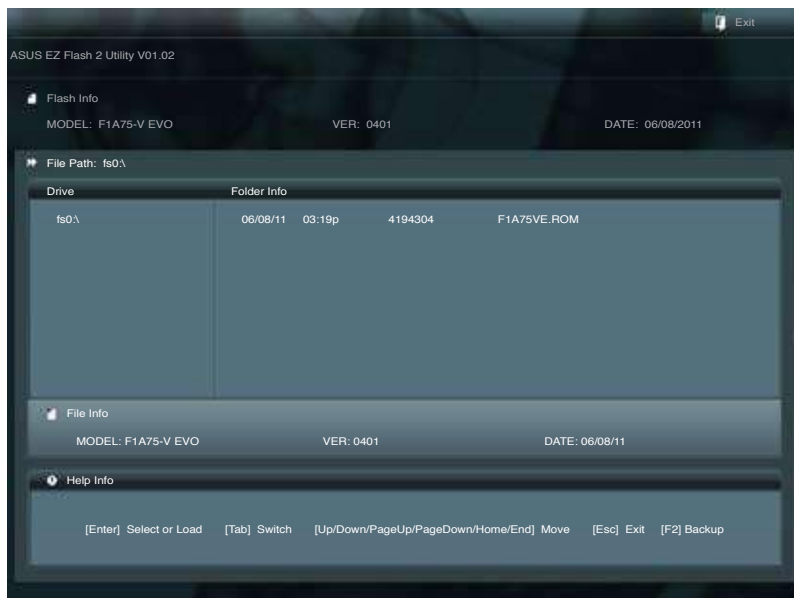 Exit
ASUS EZ Flash 2 Utility V01.02
Flash Info
MODEL: F1A75-V EVO VER: 0401 DATE: 06/08/2011
File Path: fs0:\
Drive Folder Info
fs0:\ 06/08/11 03:19p 4194304 F1A75VE.ROM
File Info
MODEL: F1A75-V EVO VER: 0401 DATE: 06/08/11
Help Info
[Enter] Select or Load [Tab] Switch [Up/Down/PageUp/PageDown/Home/End] Move [Esc] Exit [F2] Backup